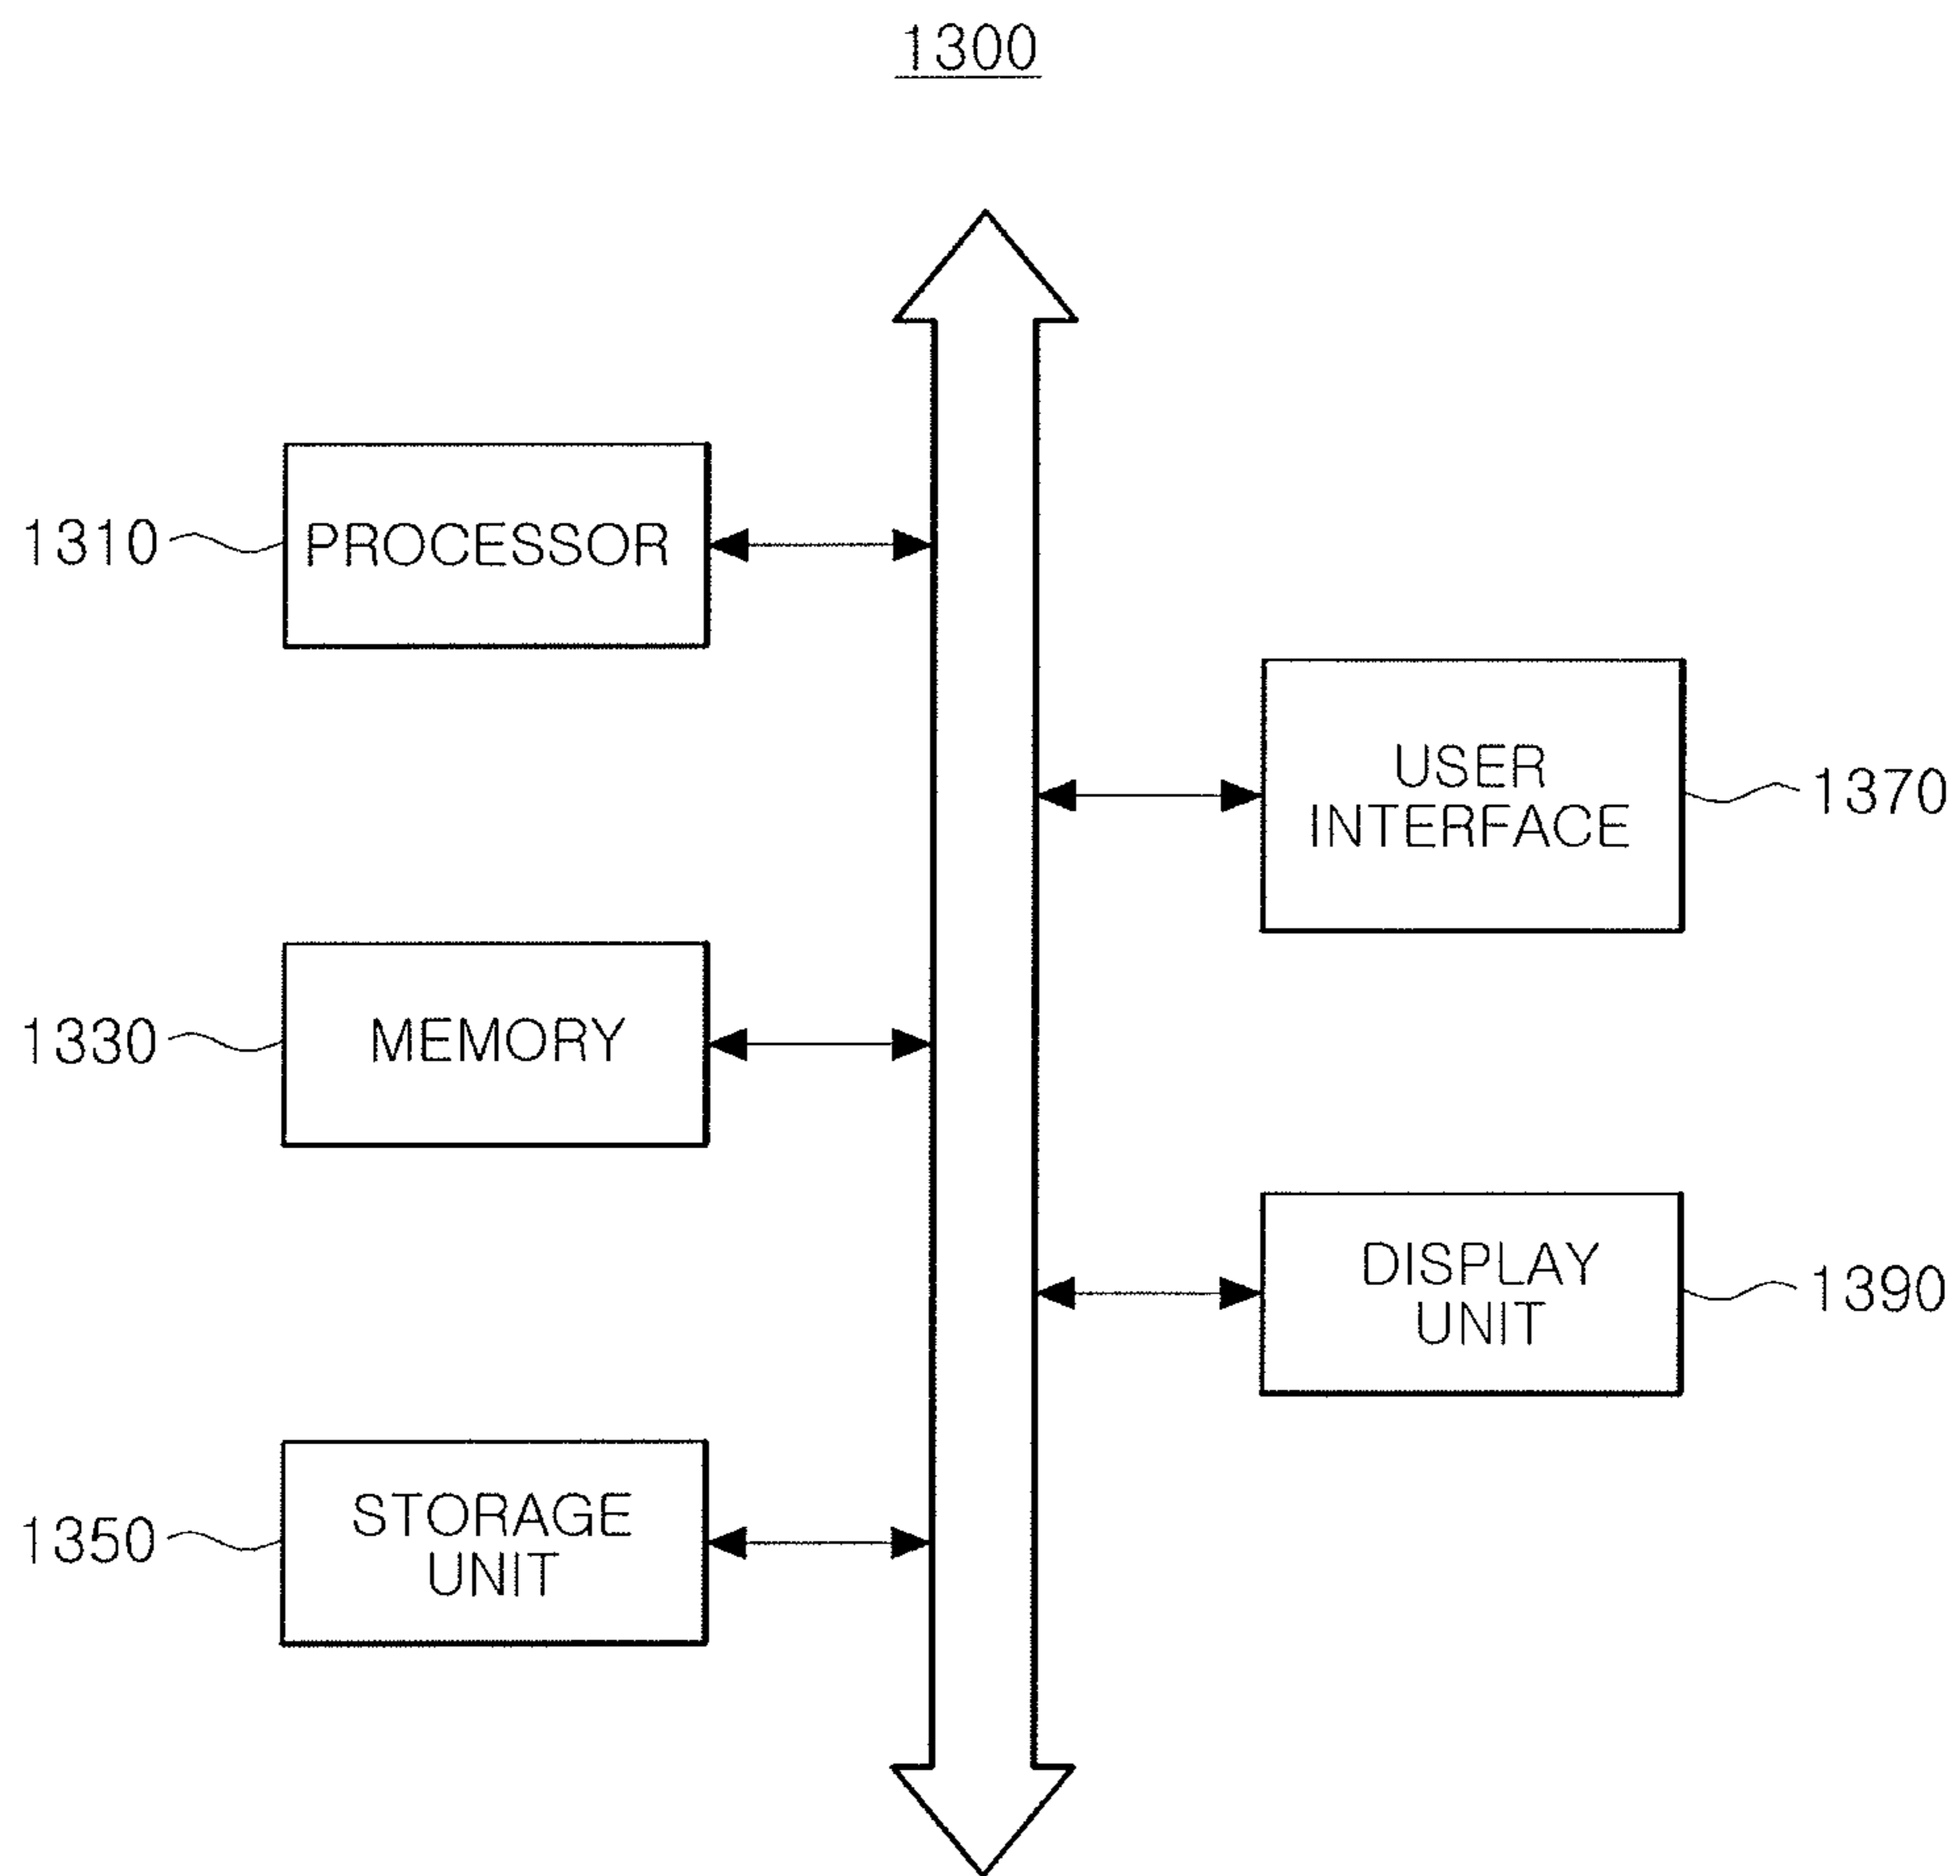 1300
1310
PROCESSOR
USER
INTERFACE
1370
1330
MEMORY
DISPLAY
UNIT
1390
1350
STORAGE
UNIT